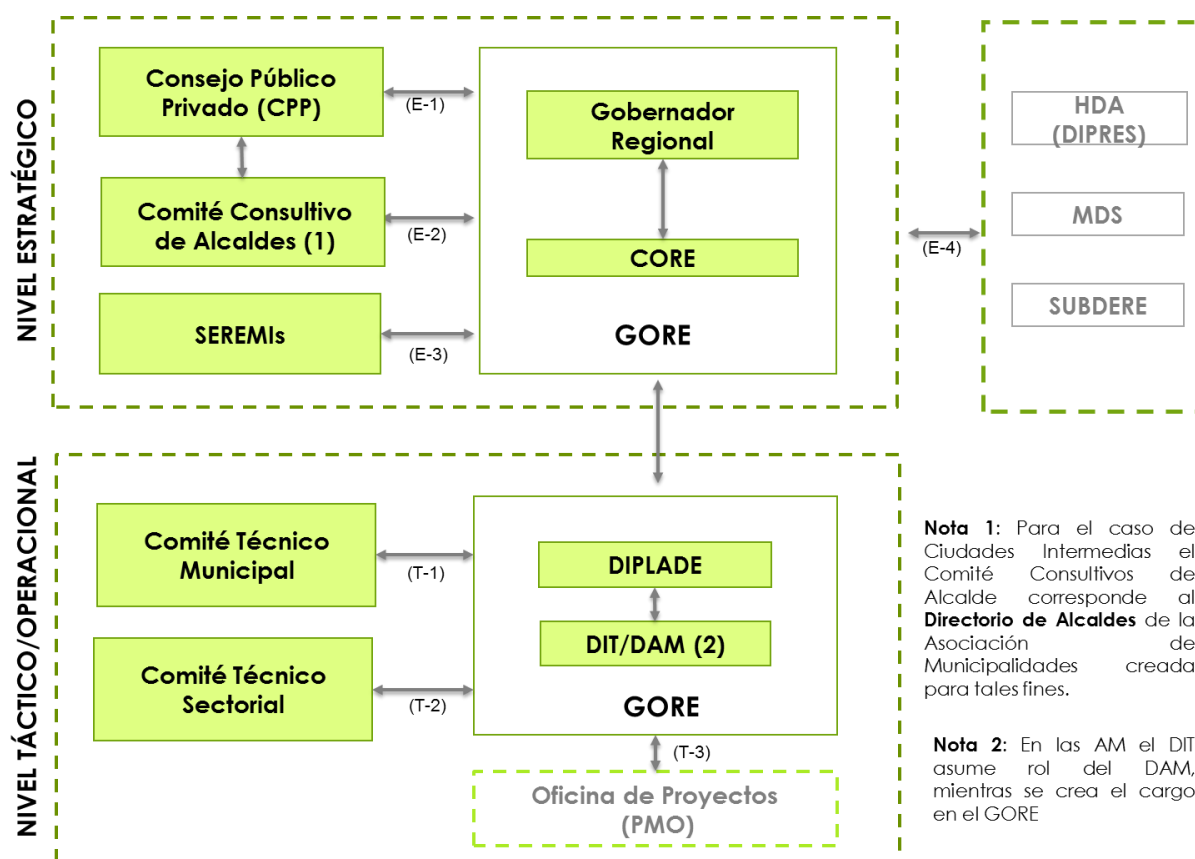 NIVEL ESTRATÉGICO
Consejo Público
Privado (CPP)
(E-1)
Comité Consultivo
de Alcaldes (1)
(E-2)
SEREMIs
(E-3)
Gobernador
Regional
CORE
GORE
(E-4)
HDA
(DIPRES)
MDS
SUBDERE
NIVEL TÁCTICO/OPERACIONAL
Comité Técnico
Municipal
(T-1)
Comité Técnico
Sectorial
(T-2)
DIPLADE
DIT/DAM (2)
GORE
(T-3)
Oficina de Proyectos
(PMO)
Nota 1: Para el caso de
Ciudades Intermedias el
Comité Consultivos de
Alcalde corresponde al
Directorio de Alcaldes de la
Asociación de
Municipalidades creada
para tales fines.
Nota 2: En las AM el DIT
asume rol del DAM,
mientras se crea el cargo
en el GORE